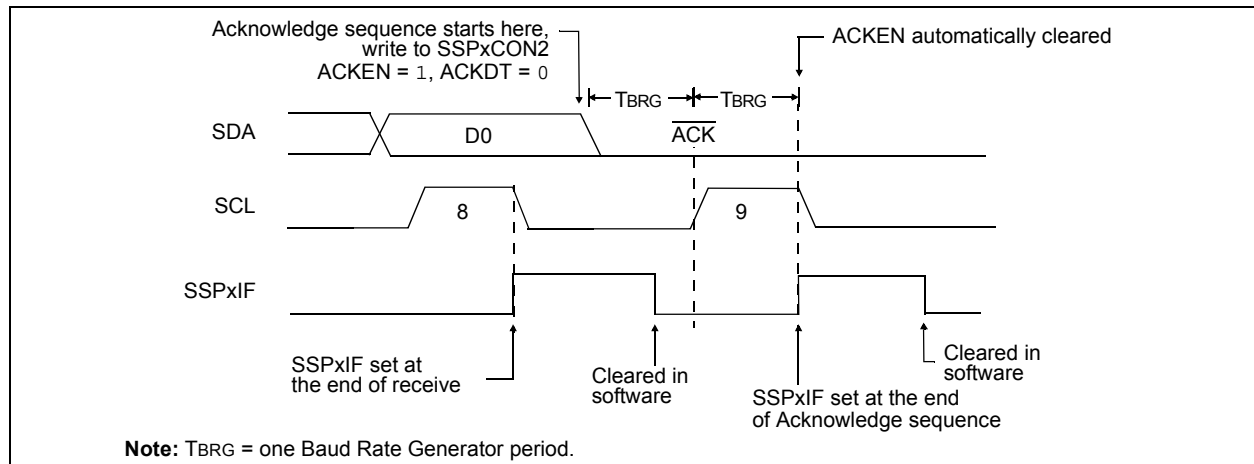 Acknowledge sequence starts here,
write to SSPxCON2
ACKEN = 1, ACKDT = 0
ACKEN automatically cleared
TBRG
TBRG
SDA
D0
ACK
SCL
8
9
SSPxIF
SSPxIF set at
the end of receive
Cleared in
software
SSPxIF set at the end
of Acknowledge sequence
Cleared in
software
Note: TBRG = one Baud Rate Generator period.